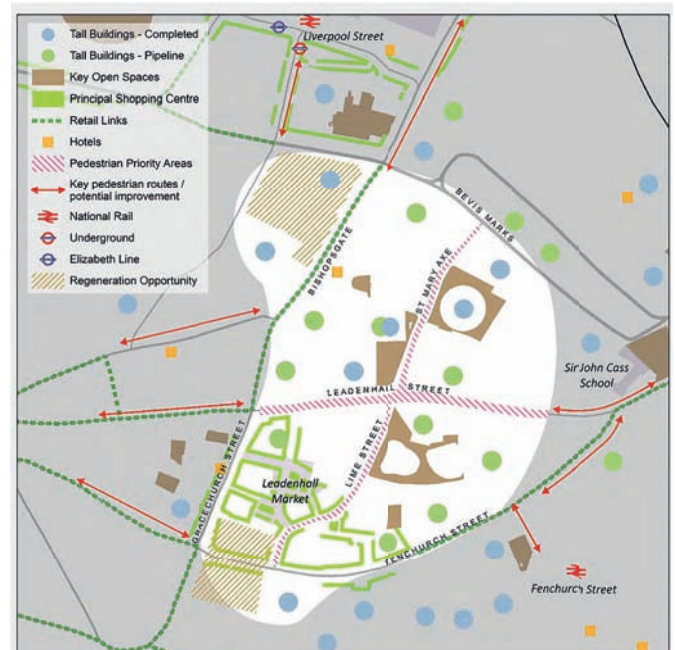 Tall Buildings - Completed
Tall Buildings - Pipeline
Key Open Spaces
Principal Shopping Centre
Retail Links
Hotels
Pedestrian Priority Areas
Key pedestrian routes /
potential improvement
National Rail
Underground
Elizabeth Line
Regeneration Opportunity
Liverpool Street
BEVIS MARKS
BISHOPSGATE
ST MARY AXE
Sir John Cass
School
LEADENHALL STREET
GRACECHURCH STREET
LIME STREET
Leadenhall
Market
FENCHURCH STREET
Fenchurch Street